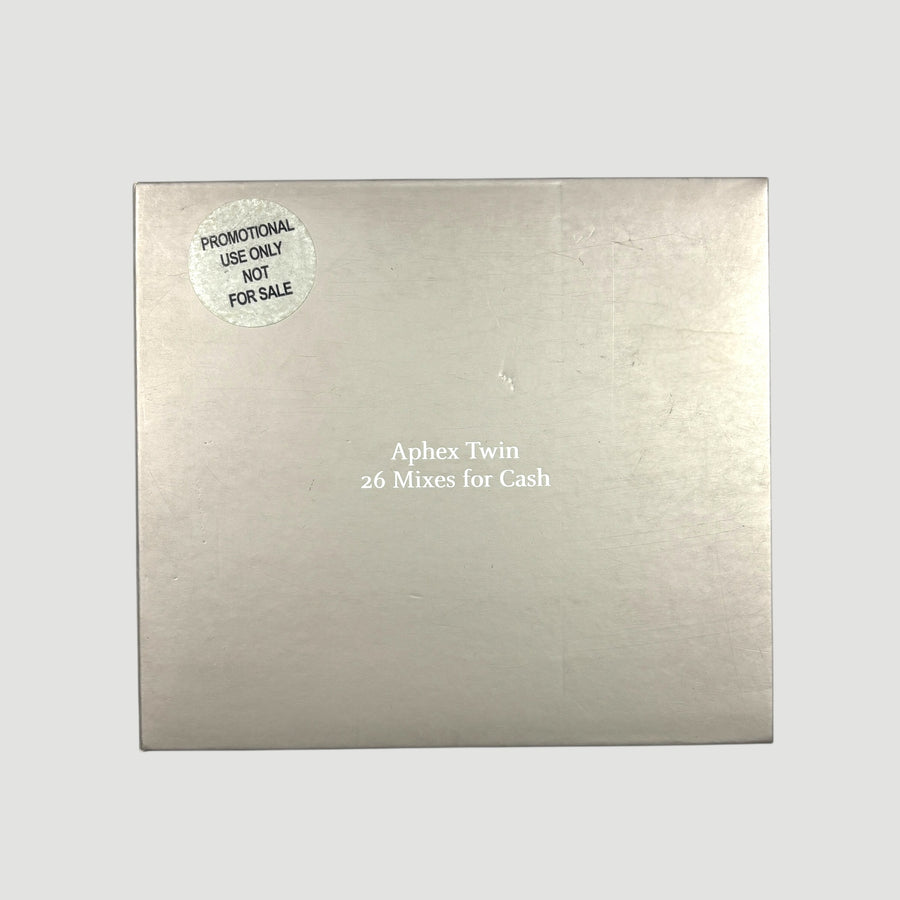 PROMOTIONAL
USE ONLY
NOT
FOR SALE
Aphex Twin
26 Mixes for Cash